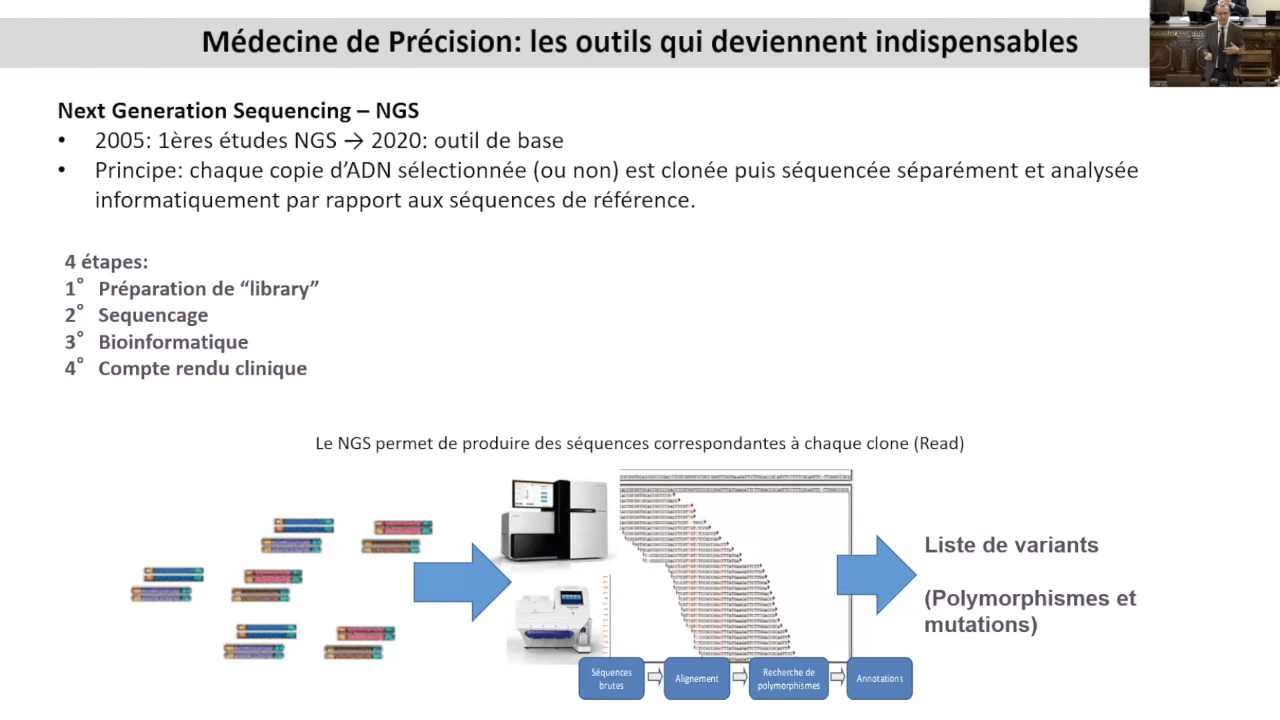 Médecine de Précision: les outils qui deviennent indispensables
Next Generation Sequencing – NGS
• 2005: 1ères études NGS → 2020: outil de base
• Principe: chaque copie d’ADN sélectionnée (ou non) est clonée puis séquencée séparément et analysée
informatiquement par rapport aux séquences de référence.
4 étapes:
1° Préparation de “library”
2° Sequencage
3° Bioinformatique
4° Compte rendu clinique
Le NGS permet de produire des séquences correspondantes à chaque clone (Read)
Liste de variants
(Polymorphismes et
mutations)
Séquences
brutes
Alignement
Recherche de
polymorphismes
Annotations